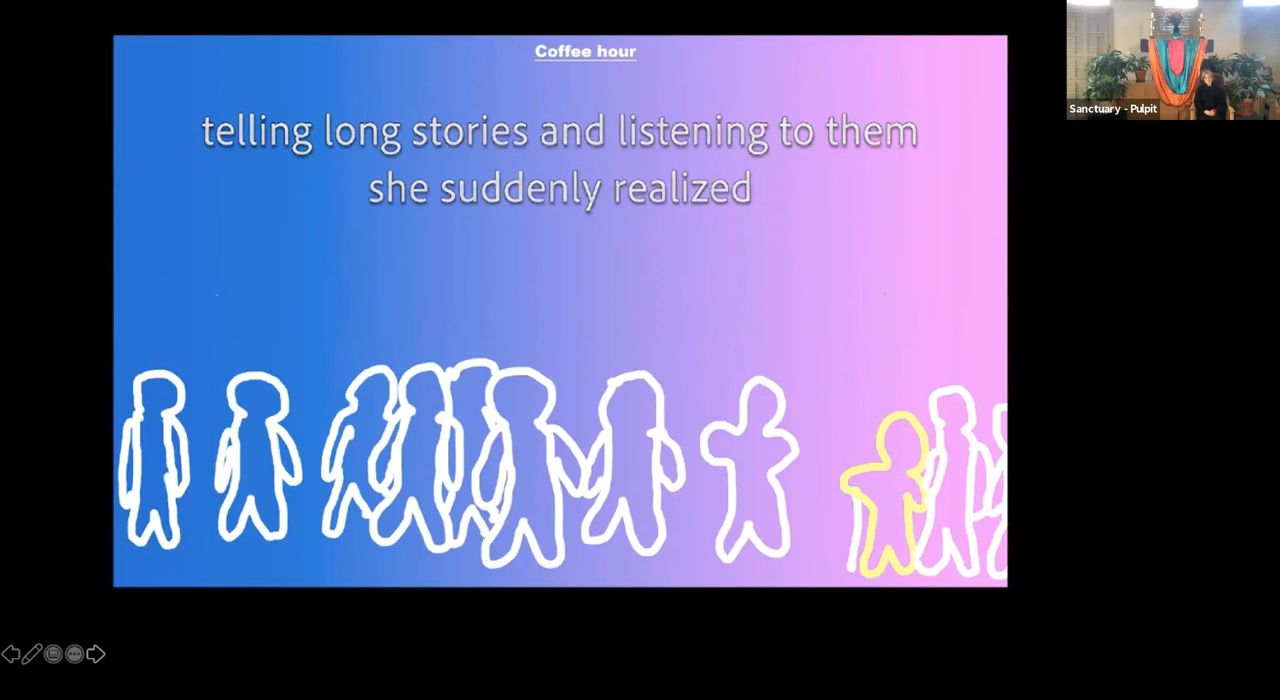 Coffee hour
telling long stories and listening to them
she suddenly realized
Sanctuary - Pulpit